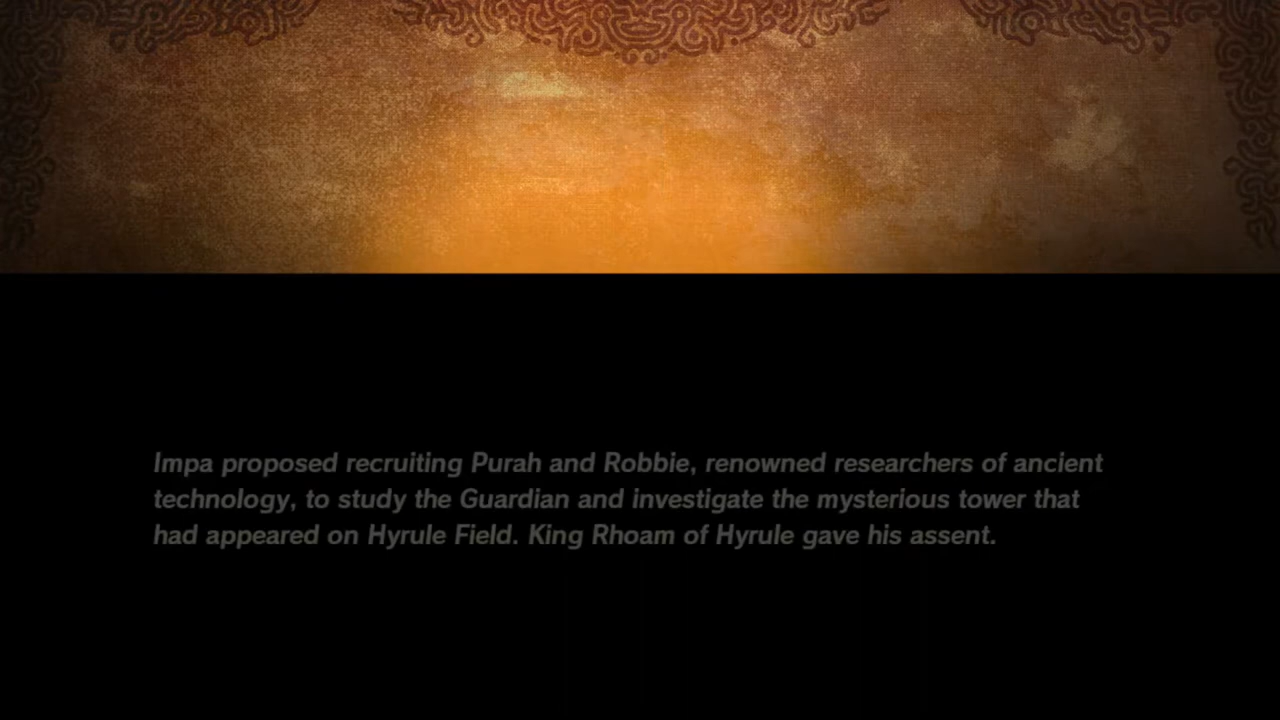 Impa proposed recruiting Purah and Robbie, renowned researchers of ancient
technology, to study the Guardian and investigate the mysterious tower that
had appeared on Hyrule Field. King Rhoam of Hyrule gave his assent.